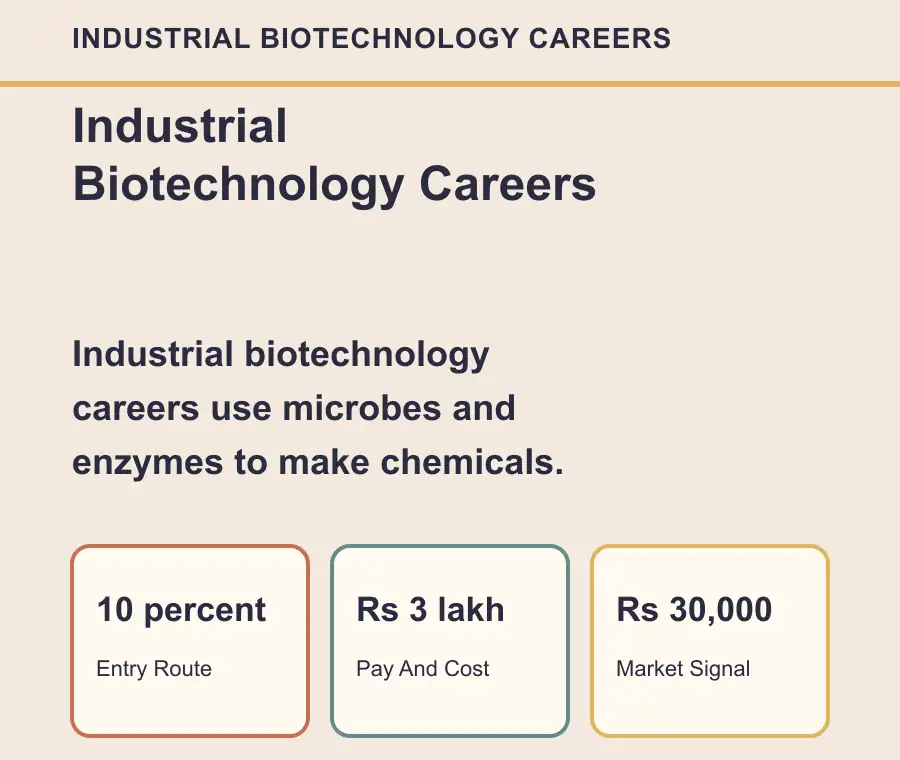 INDUSTRIAL BIOTECHNOLOGY CAREERS
Industrial
Biotechnology Careers
Industrial biotechnology
careers use microbes and
enzymes to make chemicals.
10 percent
Entry Route
Rs 3 lakh
Pay And Cost
Rs 30,000
Market Signal